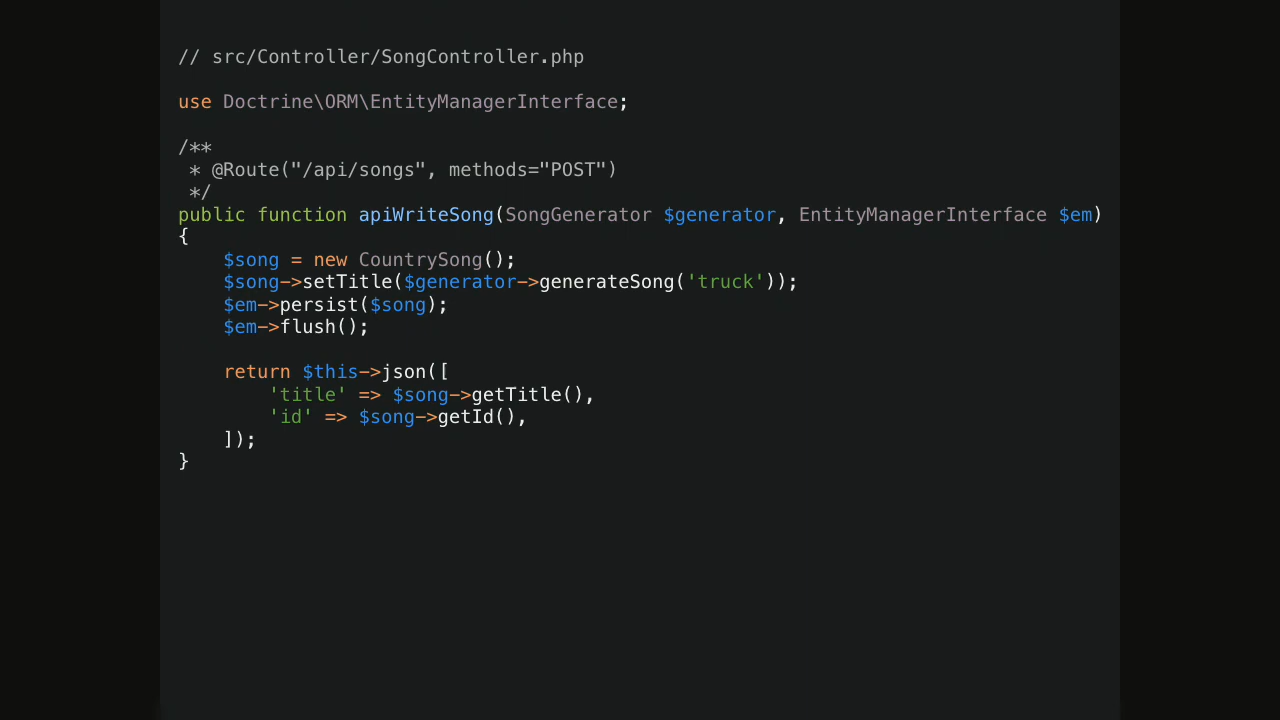 // src/Controller/SongController.php
use Doctrine\ORM\EntityManagerInterface;
/**
 * @Route("/api/songs", methods="POST")
 */
public function apiWriteSong(SongGenerator $generator, EntityManagerInterface $em)
{
    $song = new CountrySong();
    $song->setTitle($generator->generateSong('truck'));
    $em->persist($song);
    $em->flush();
    return $this->json([
        'title' => $song->getTitle(),
        'id' => $song->getId(),
    ]);
}